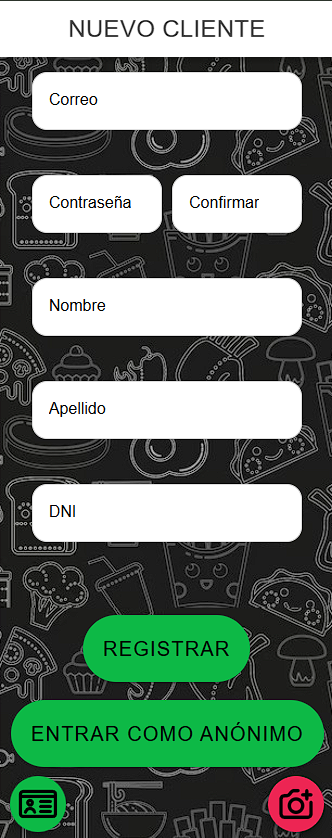 NUEVO CLIENTE
Correo
Contraseña Confirmar
Nombre
Apellido
DNI
REGISTRAR
ENTRAR COMO ANÓNIMO